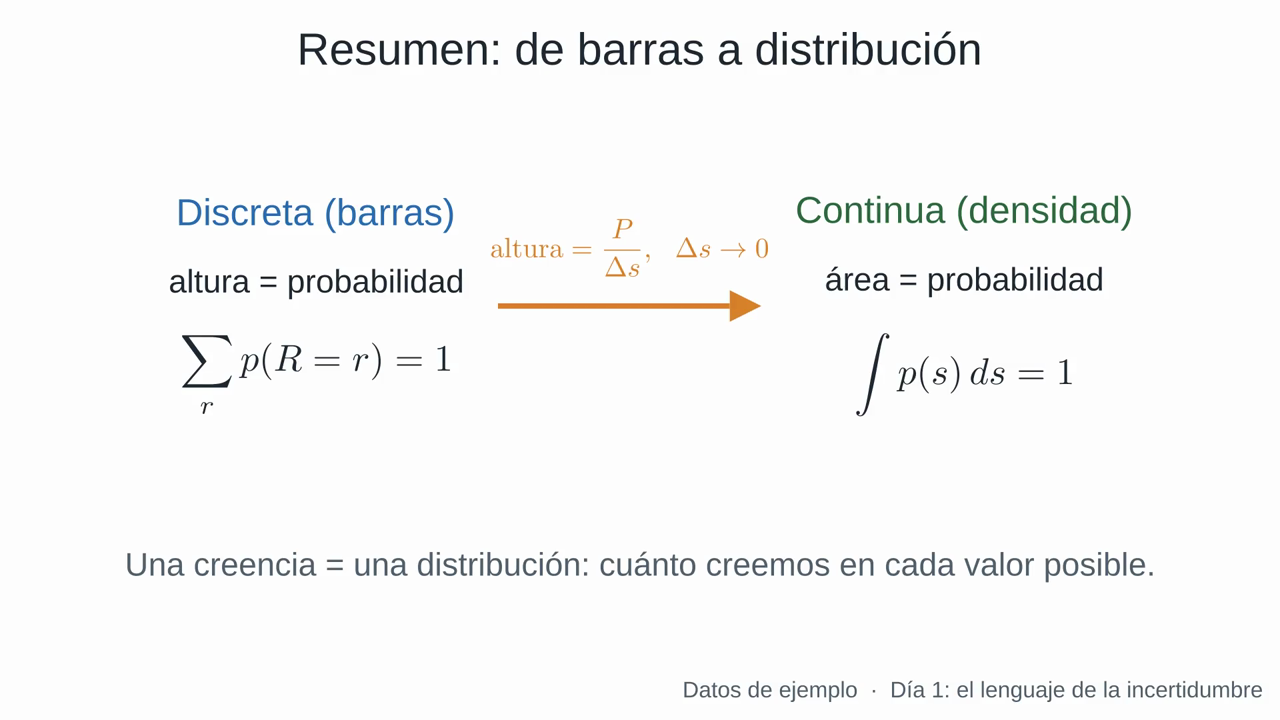 Resumen: de barras a distribución
Discreta (barras)
altura = probabilidad
∑_r p(R = r) = 1
altura = P/Δs, Δs → 0
Continua (densidad)
área = probabilidad
∫ p(s) ds = 1
Una creencia = una distribución: cuánto creemos en cada valor posible.
Datos de ejemplo · Día 1: el lenguaje de la incertidumbre